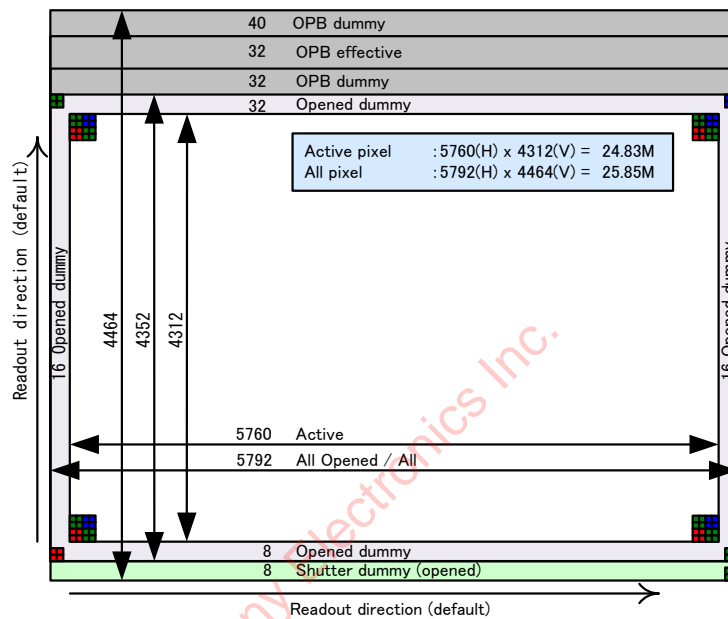 40 OPB dummy
32 OPB effective
32 OPB dummy
32 Opened dummy
Active pixel :5760(H) x 4312(V) = 24.83M
All pixel :5792(H) x 4464(V) = 25.85M
Readout direction (default)
16 Opened dummy
4464
4352
4312
16 Opened dummy
5760 Active
5792 All Opened / All
8 Opened dummy
8 Shutter dummy (opened)
Readout direction (default)
ny Electronics Inc.